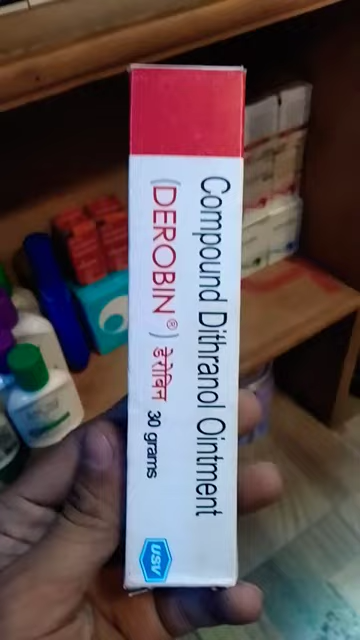 Compound Dithranol Ointment
(DEROBIN®) डेरोबिन 30 grams
USV